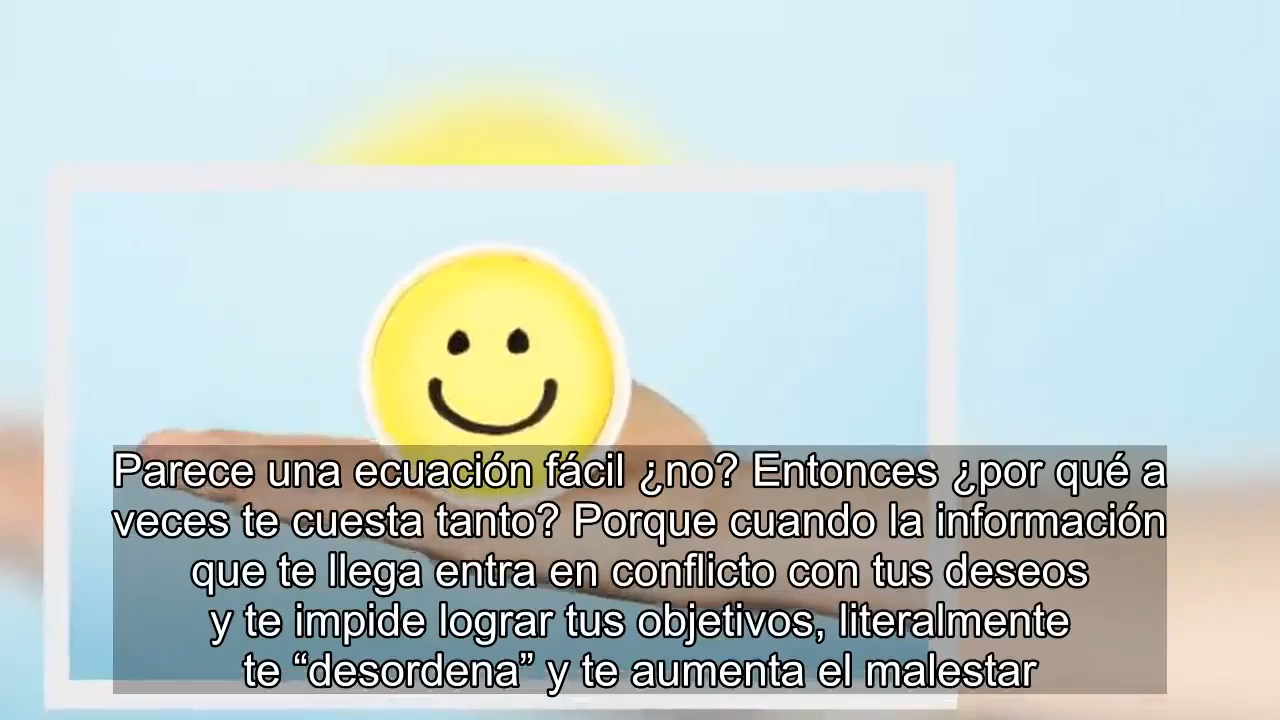 Parece una ecuación fácil ¿no? Entonces ¿por qué a
veces te cuesta tanto? Porque cuando la información
que te llega entra en conflicto con tus deseos
y te impide lograr tus objetivos, literalmente
te “desordena” y te aumenta el malestar